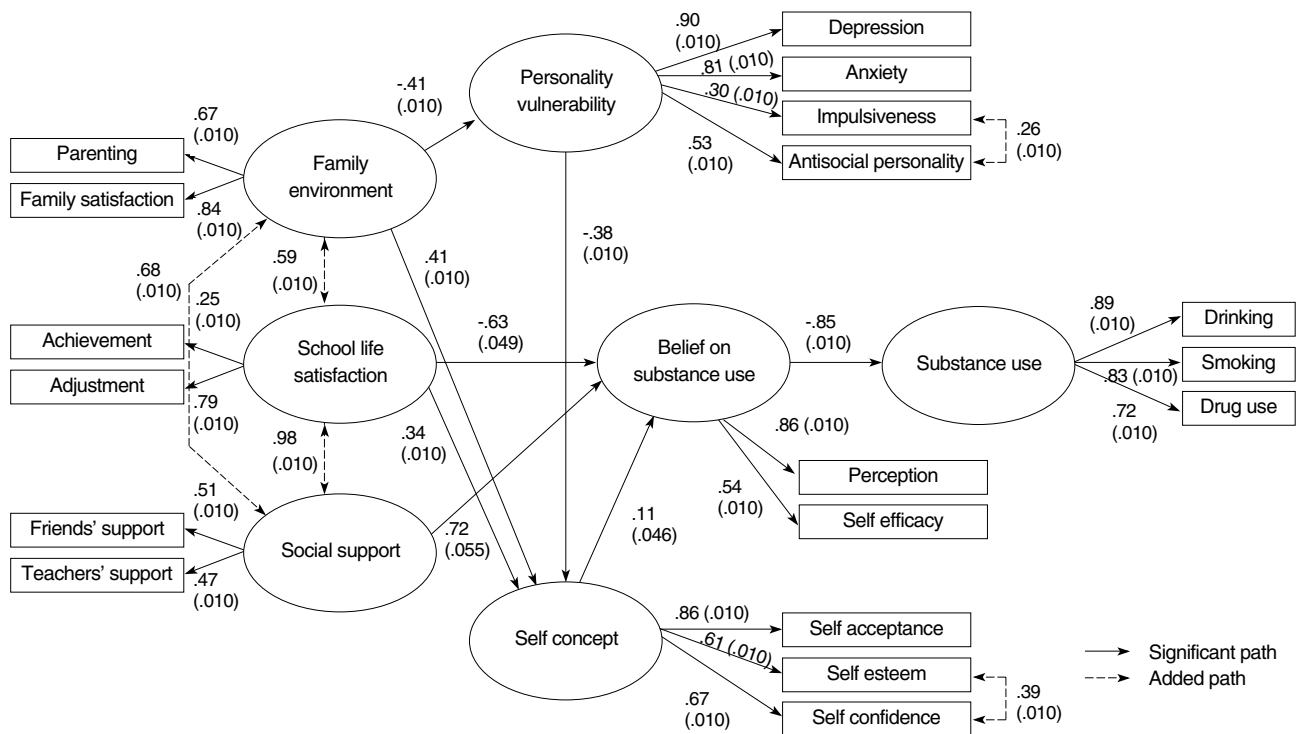 .90
(.010)
Depression
.81 (.010)
Anxiety
.30 (.010)
Impulsiveness
.53
(.010)
Antisocial personality
.26
(.010)
Personality
vulnerability
-.41
(.010)
.67
(.010)
Parenting
Family satisfaction
.84
(.010)
Family
environment
.68
(.010)
.59
(.010)
.41
(.010)
-.38
(.010)
.25
(.010)
Achievement
Adjustment
.79
(.010)
School life
satisfaction
-.63
(.049)
Belief on
substance use
-.85
(.010)
Substance use
.89
(.010)
Drinking
.83 (.010)
Smoking
.72
(.010)
Drug use
.98
(.010)
.34
(.010)
.86 (.010)
Perception
.54
(.010)
Self efficacy
.51
(.010)
Friends’ support
Teachers’ support
.47
(.010)
Social support
.72
(.055)
.11
(.046)
Self concept
.86 (.010)
Self acceptance
.61 (.010)
Self esteem
.67
(.010)
Self confidence
.39
(.010)
Significant path
Added path